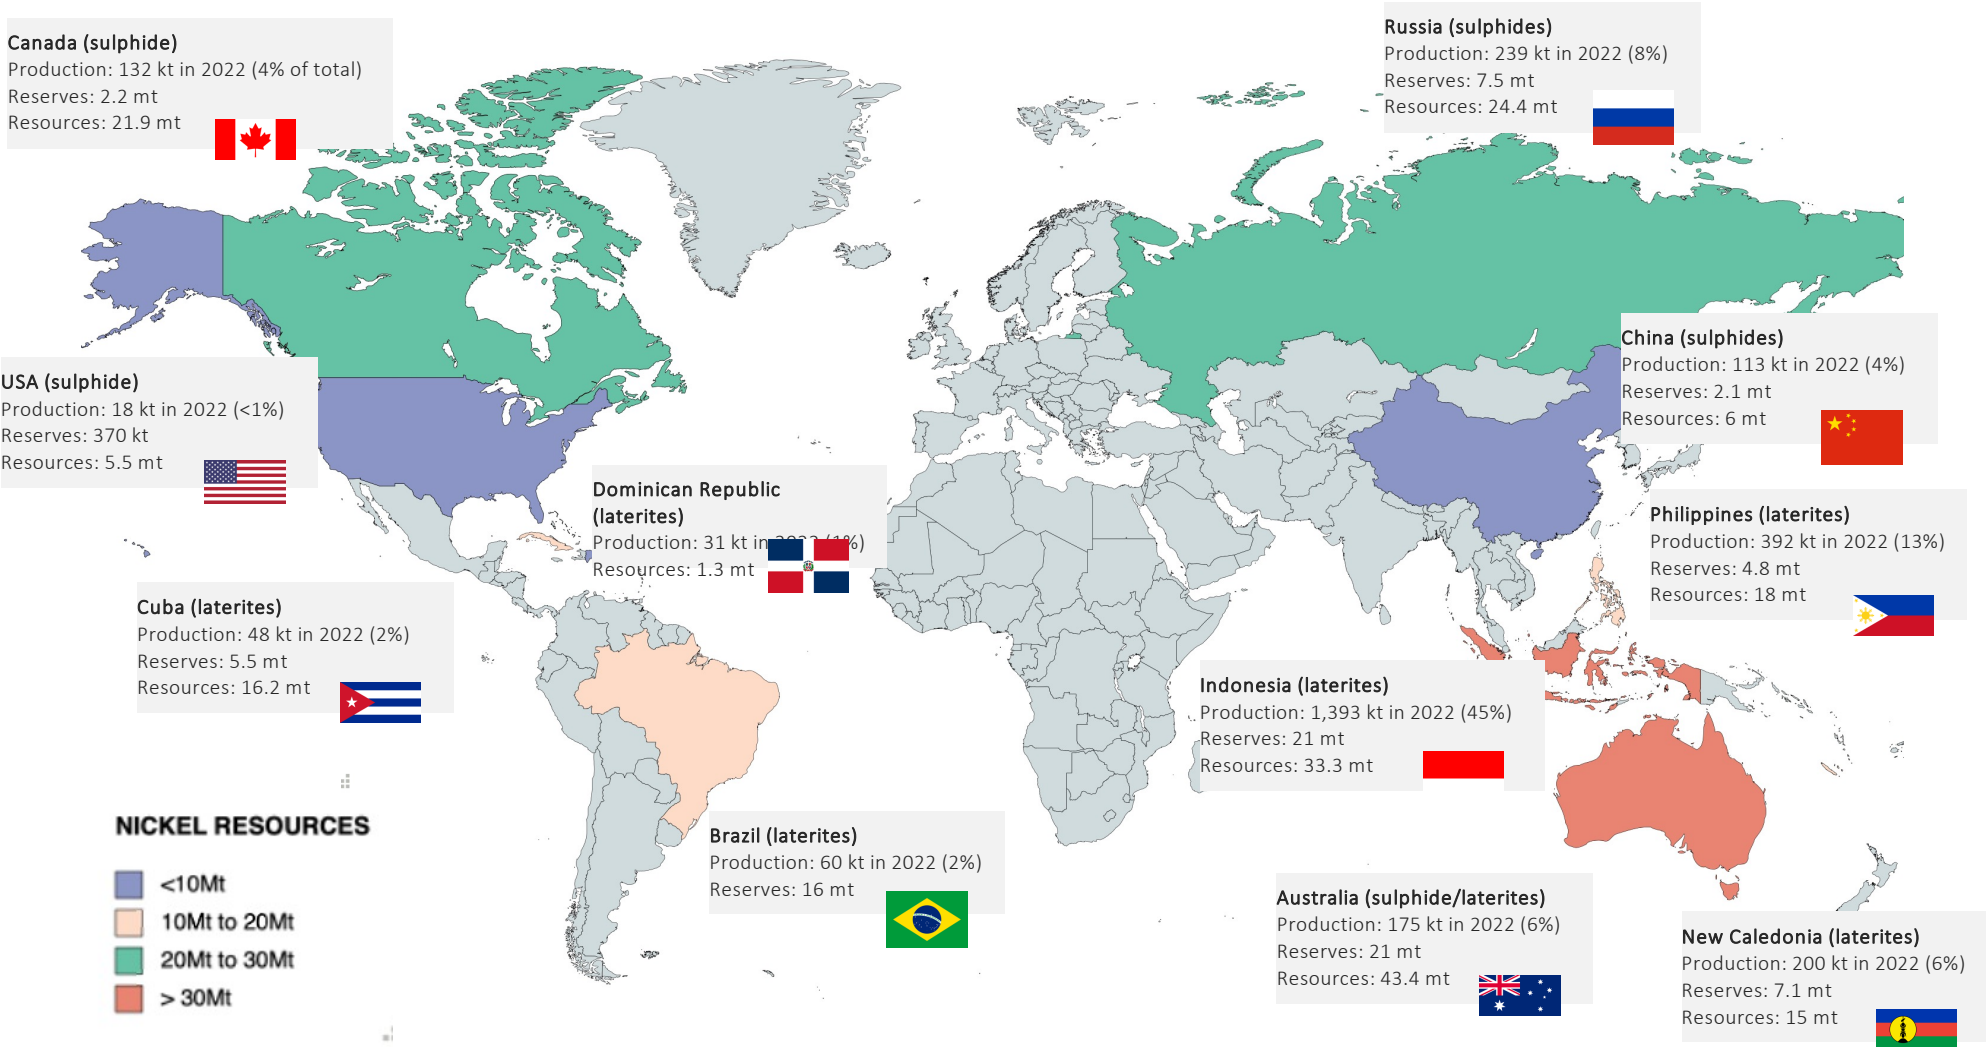 Canada (sulphide)
Production: 132 kt in 2022 (4% of total)
Reserves: 2.2 mt
Resources: 21.9 mt
Russia (sulphides)
Production: 239 kt in 2022 (8%)
Reserves: 7.5 mt
Resources: 24.4 mt
USA (sulphide)
Production: 18 kt in 2022 (<1%)
Reserves: 370 kt
Resources: 5.5 mt
China (sulphides)
Production: 113 kt in 2022 (4%)
Reserves: 2.1 mt
Resources: 6 mt
Dominican Republic
(laterites)
Production: 31 kt in 2022 (1%)
Resources: 1.3 mt
Philippines (laterites)
Production: 392 kt in 2022 (13%)
Reserves: 4.8 mt
Resources: 18 mt
Cuba (laterites)
Production: 48 kt in 2022 (2%)
Reserves: 5.5 mt
Resources: 16.2 mt
Indonesia (laterites)
Production: 1,393 kt in 2022 (45%)
Reserves: 21 mt
Resources: 33.3 mt
Brazil (laterites)
Production: 60 kt in 2022 (2%)
Reserves: 16 mt
Australia (sulphide/laterites)
Production: 175 kt in 2022 (6%)
Reserves: 21 mt
Resources: 43.4 mt
New Caledonia (laterites)
Production: 200 kt in 2022 (6%)
Reserves: 7.1 mt
Resources: 15 mt
NICKEL RESOURCES
<10Mt
10Mt to 20Mt
20Mt to 30Mt
> 30Mt